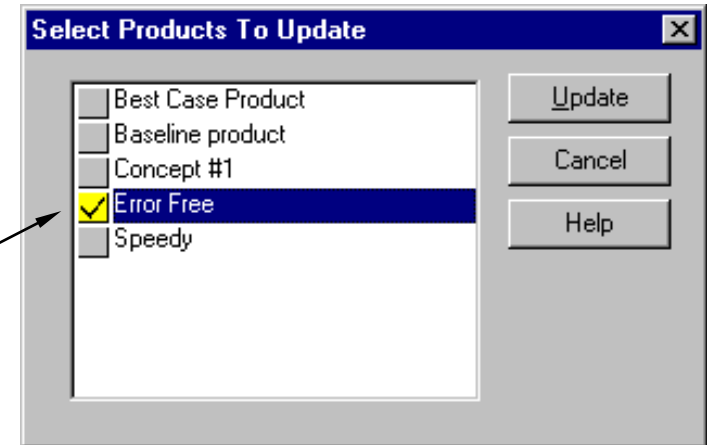 Select Products To Update
Best Case Product
Baseline product
Concept #1
Error Free
Speedy
Update
Cancel
Help